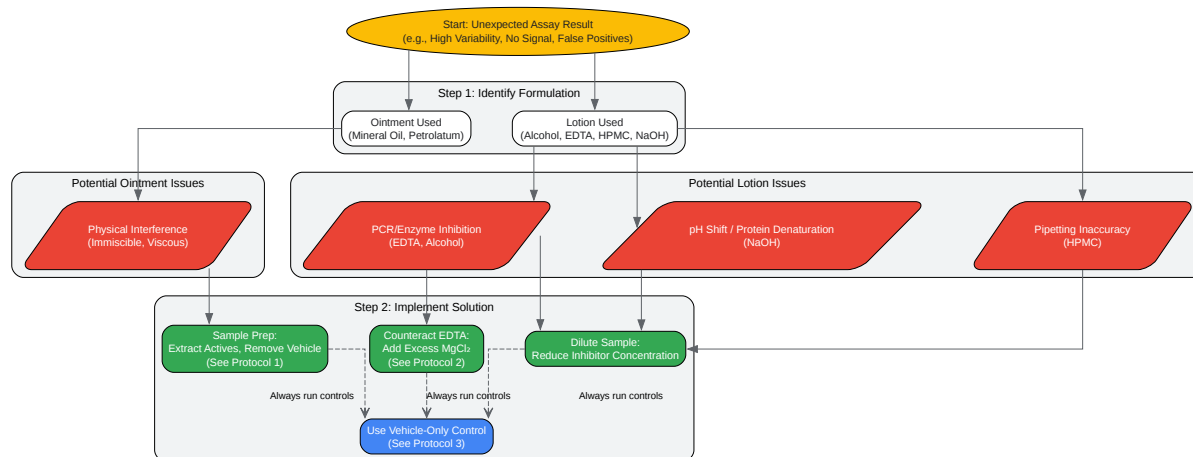 Start: Unexpected Assay Result
(e.g., High Variability, No Signal, False Positives)
Step 1: Identify Formulation
Ointment Used
(Mineral Oil, Petrolatum)
Lotion Used
(Alcohol, EDTA, HPMC, NaOH)
Potential Ointment Issues
Potential Lotion Issues
Physical Interference
(Immiscible, Viscous)
PCR/Enzyme Inhibition
(EDTA, Alcohol)
pH Shift / Protein Denaturation
(NaOH)
Pipetting Inaccuracy
(HPMC)
Step 2: Implement Solution
Sample Prep:
Extract Actives, Remove Vehicle
(See Protocol 1)
Counteract EDTA:
Add Excess MgCl₂
(See Protocol 2)
Dilute Sample:
Reduce Inhibitor Concentration
Always run controls
Always run controls
Always run controls
Use Vehicle-Only Control
(See Protocol 3)